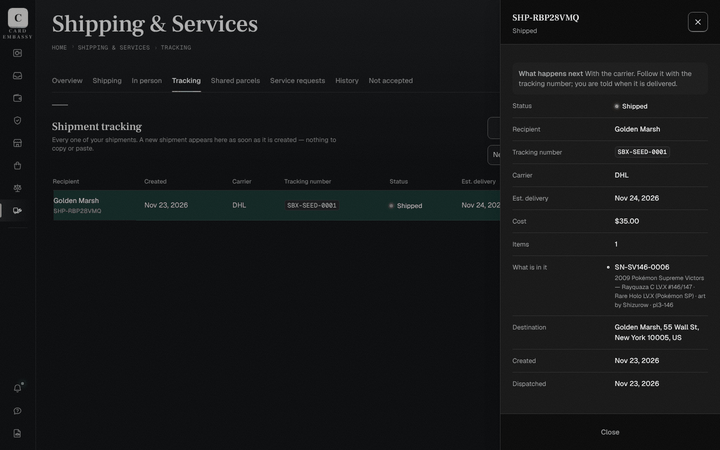 C
CARD
EMBASSY
Shipping & Services
HOME › SHIPPING & SERVICES › TRACKING
Overview Shipping In person Tracking Shared parcels Service requests History Not accepted
Shipment tracking
Every one of your shipments. A new shipment appears here as soon as it is created — nothing to
copy or paste.
Recipient Created Carrier Tracking number Status Est. delivery
Golden Marsh Nov 23, 2026 DHL SBX-SEED-0001 Shipped Nov 24, 202
SHP-RBP28VMQ
SHP-RBP28VMQ
Shipped
What happens next With the carrier. Follow it with the
tracking number; you are told when it is delivered.
Status Shipped
Recipient Golden Marsh
Tracking number SBX-SEED-0001
Carrier DHL
Est. delivery Nov 24, 2026
Cost $35.00
Items 1
What is in it • SN-SV146-0006
2009 Pokémon Supreme Victors
— Rayquaza C LV.X #146/147 ·
Rare Holo LV.X (Pokémon SP) · art
by Shizurow · pl3-146
Destination Golden Marsh, 55 Wall St,
New York 10005, US
Created Nov 23, 2026
Dispatched Nov 23, 2026
Close